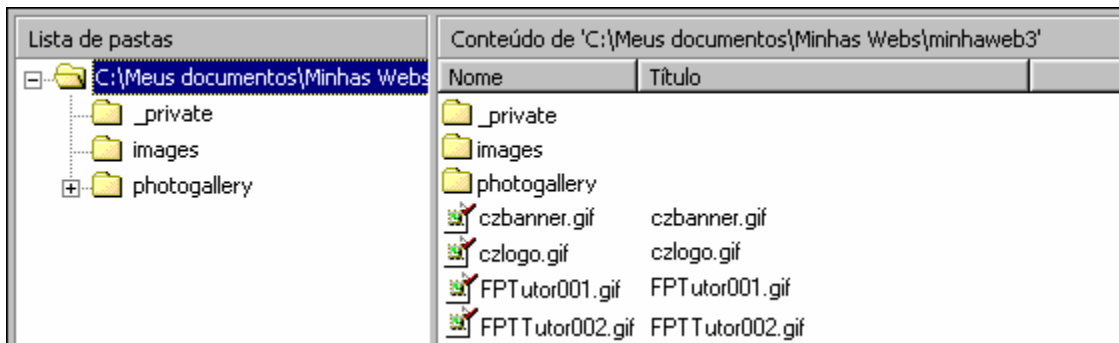 Lista de pastas
C:\Meus documentos\Minhas Webs
_private
images
photogallery
Conteúdo de 'C:\Meus documentos\Minhas Webs\minhaweb3'
Nome Título
_private
images
photogallery
czbanner.gif czbanner.gif
czlogo.gif czlogo.gif
FPTutor001.gif FPTutor001.gif
FPTTutor002.gif FPTTutor002.gif